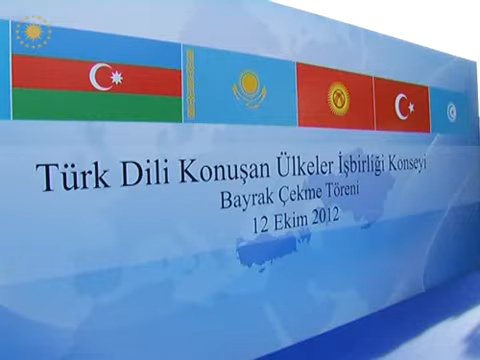 Türk Dili Konuşan Ülkeler İşbirliği Konseyi
Bayrak Çekme Töreni
12 Ekim 2012